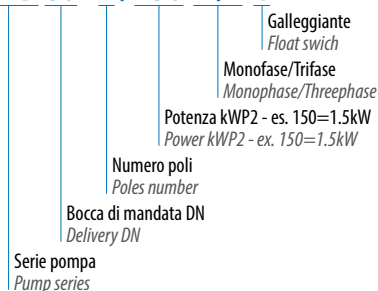 Galleggiante
Float swich
Monofase/Trifase
Monophase/Threephase
Potenza kWP2 - es. 150=1.5kW
Power kWP2 - ex. 150=1.5kW
Numero poli
Poles number
Bocca di mandata DN
Delivery DN
Serie pompa
Pump series